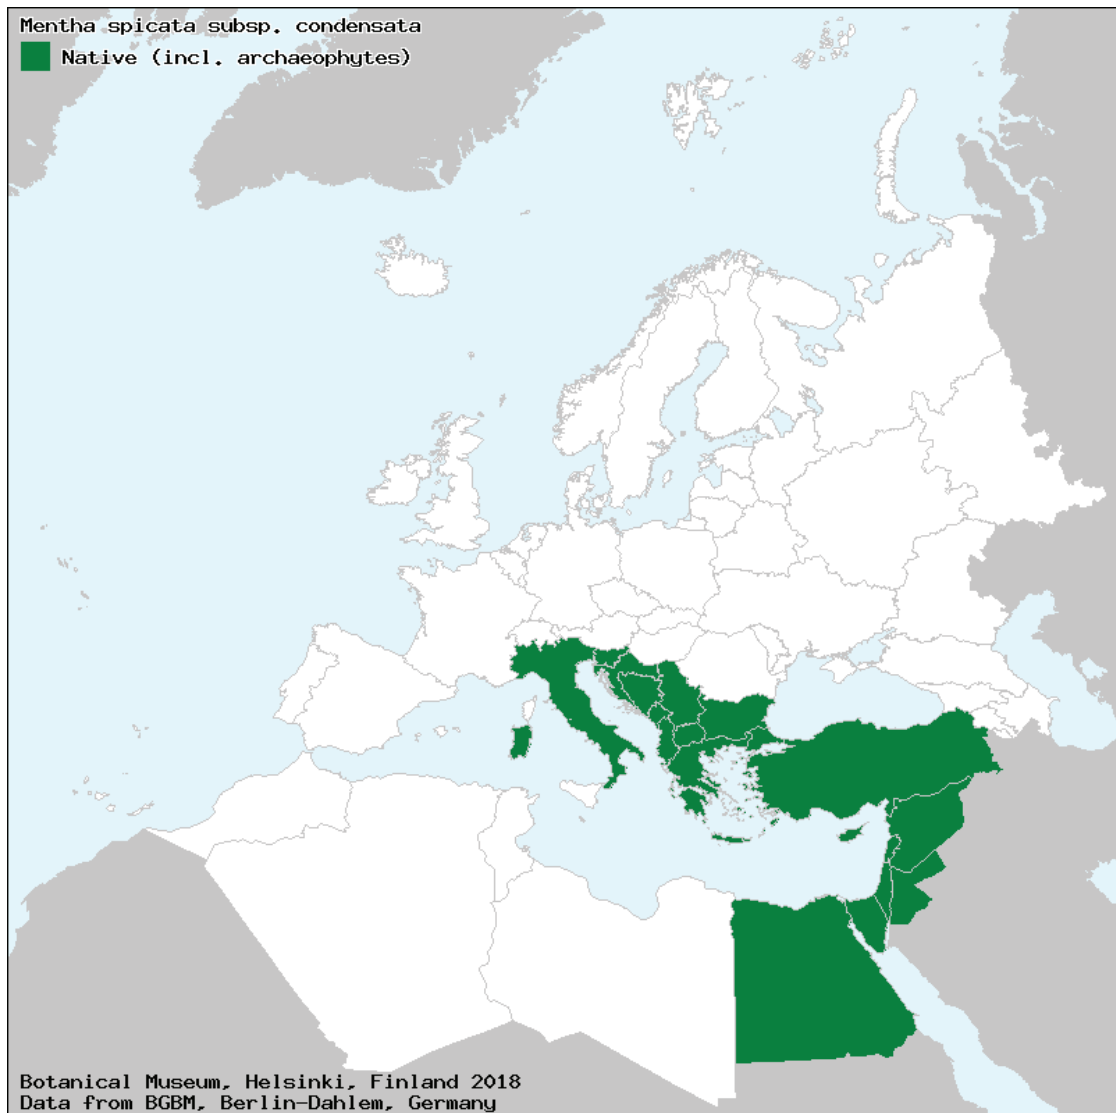 Mentha spicata subsp. condensata
Native (incl. archaeophytes)
Botanical Museum, Helsinki, Finland 2018
Data from BGBM, Berlin-Dahlem, Germany